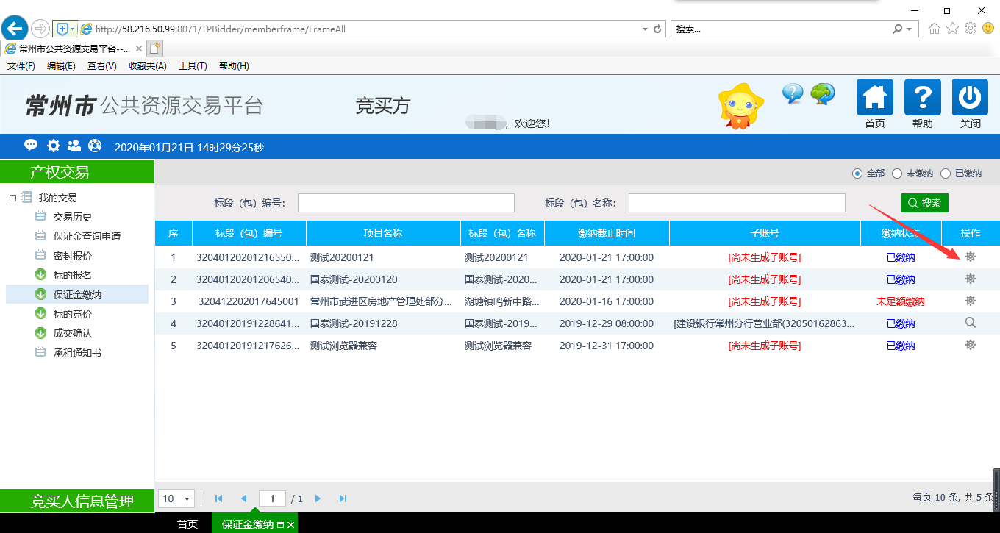 http://58.216.50.99:8071/TPBidder/memberframe/FrameAll
搜索...
常州市公共资源交易平台--...
文件(F) 编辑(E) 查看(V) 收藏夹(A) 工具(T) 帮助(H)
常州市公共资源交易平台
竞买方
，欢迎您！
首页 帮助 关闭
2020年01月21日 14时29分25秒
产权交易
我的交易
交易历史
保证金查询申请
密封报价
标的报名
保证金缴纳
标的竞价
成交确认
承租通知书
竞买人信息管理
全部 未缴纳 已缴纳
标段（包）编号： 标段（包）名称： 搜索
序 标段（包）编号 项目名称 标段（包）名称 缴纳截止时间 子账号 缴纳状态 操作
1 32040120201216550... 测试20200121 测试20200121 2020-01-21 17:00:00 [尚未生成子账号] 已缴纳
2 32040120201206540... 国泰测试-20200120 国泰测试-2020... 2020-01-21 17:00:00 [尚未生成子账号] 已缴纳
3 320412202017645001 常州市武进区房地产管理处部分... 湖塘镇鸣新中路... 2020-01-16 17:00:00 [尚未生成子账号] 未足额缴纳
4 32040120191228641... 国泰测试-20191228 国泰测试-2019... 2019-12-29 08:00:00 [建设银行常州分行营业部(32050162863... 已缴纳
5 32040120191217626... 测试浏览器兼容 测试浏览器兼容 2019-12-31 17:00:00 [尚未生成子账号] 已缴纳
10 1 / 1 每页 10 条, 共 5 条
首页 保证金缴纳